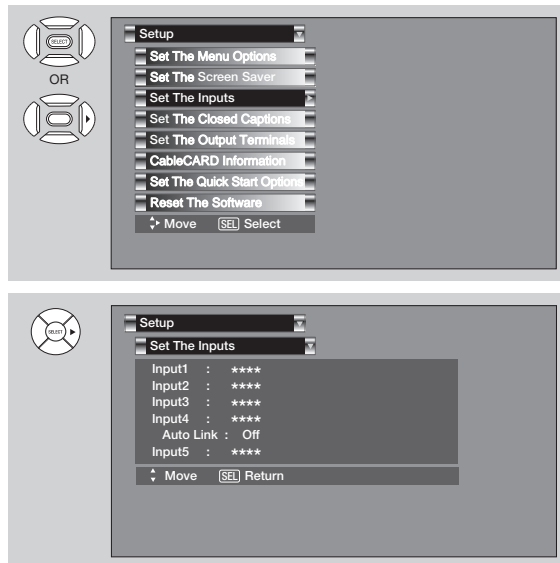 SELECT
OR
Setup
Set The Menu Options
Set The Screen Saver
Set The Inputs
Set The Closed Captions
Set The Output Terminals
CableCARD Information
Set The Quick Start Options
Reset The Software
Move SEL Select
SELECT
Setup
Set The Inputs
Input1 : ****
Input2 : ****
Input3 : ****
Input4 : ****
Auto Link : Off
Input5 : ****
Move SEL Return